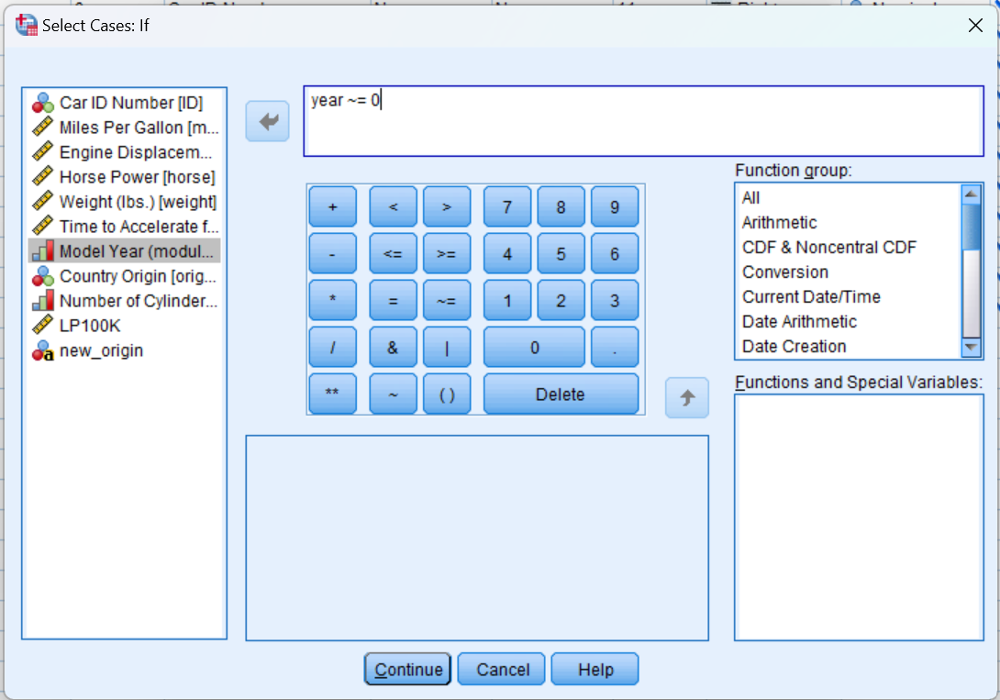 Select Cases: If
Car ID Number [ID]
Miles Per Gallon [m...
Engine Displacem...
Horse Power [horse]
Weight (lbs.) [weight]
Time to Accelerate f...
Model Year (modul...
Country Origin [orig...
Number of Cylinder...
LP100K
new_origin
year ~= 0
+ < > 7 8 9
- <= >= 4 5 6
* = ~= 1 2 3
/ & | 0 .
** ~ ( ) Delete
Function group:
All
Arithmetic
CDF & Noncentral CDF
Conversion
Current Date/Time
Date Arithmetic
Date Creation
Functions and Special Variables:
Continue Cancel Help